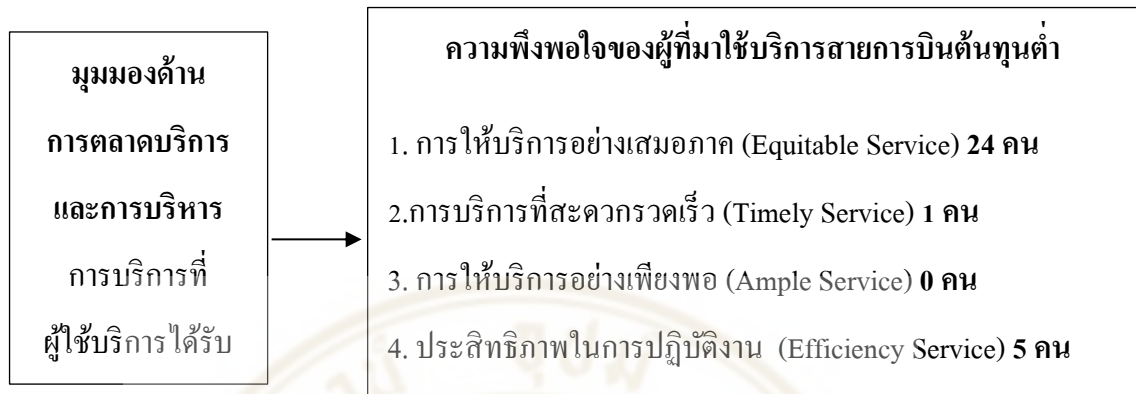 มุมมองด้าน
การตลาดบริการ
และการบริหาร
การบริการที่
ผู้ใช้บริการได้รับ
ความพึงพอใจของผู้ที่มาใช้บริการสายการบินต้นทุนต่ำ
1. การให้บริการอย่างเสมอภาค (Equitable Service) 24 คน
2.การบริการที่สะดวกรวดเร็ว (Timely Service) 1 คน
3. การให้บริการอย่างเพียงพอ (Ample Service) 0 คน
4. ประสิทธิภาพในการปฏิบัติงาน (Efficiency Service) 5 คน